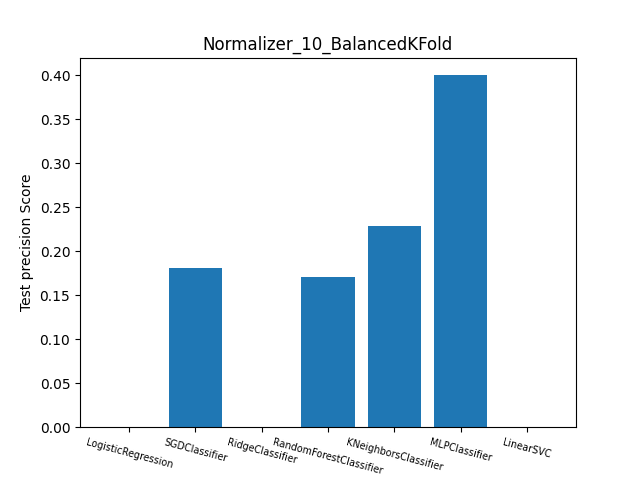 Normalizer_10_BalancedKFold
Test precision Score
0.40
0.35
0.30
0.25
0.20
0.15
0.10
0.05
0.00
LogisticRegression
SGDClassifier
RidgeClassifier
RandomForestClassifier
KNeighborsClassifier
MLPClassifier
LinearSVC